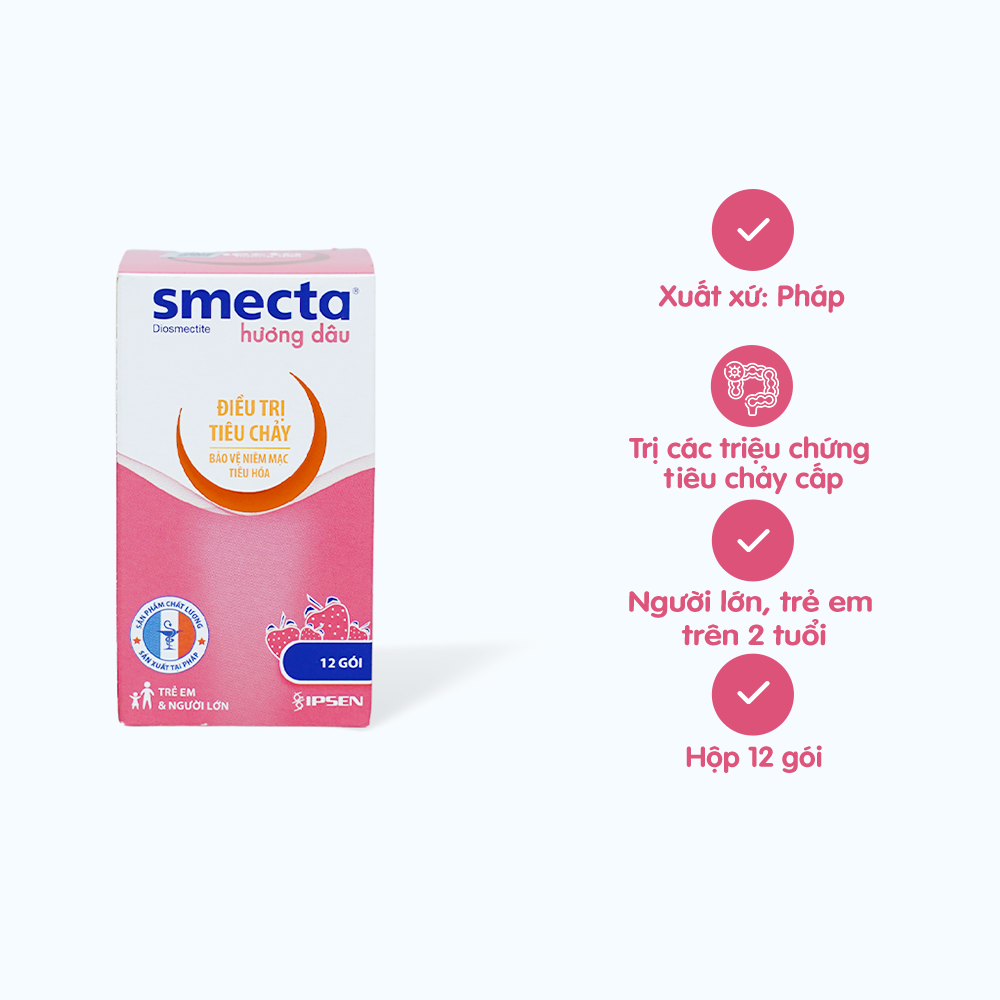 smecta®
Diosmectite
hương dâu
ĐIỀU TRỊ
TIÊU CHẢY
BẢO VỆ NIÊM MẠC
TIÊU HÓA
SẢN PHẨM CHẤT LƯỢNG
SẢN XUẤT TẠI PHÁP
12 GÓI
TRẺ EM
& NGƯỜI LỚN
IPSEN
Xuất xứ: Pháp
Trị các triệu chứng
tiêu chảy cấp
Người lớn, trẻ em
trên 2 tuổi
Hộp 12 gói